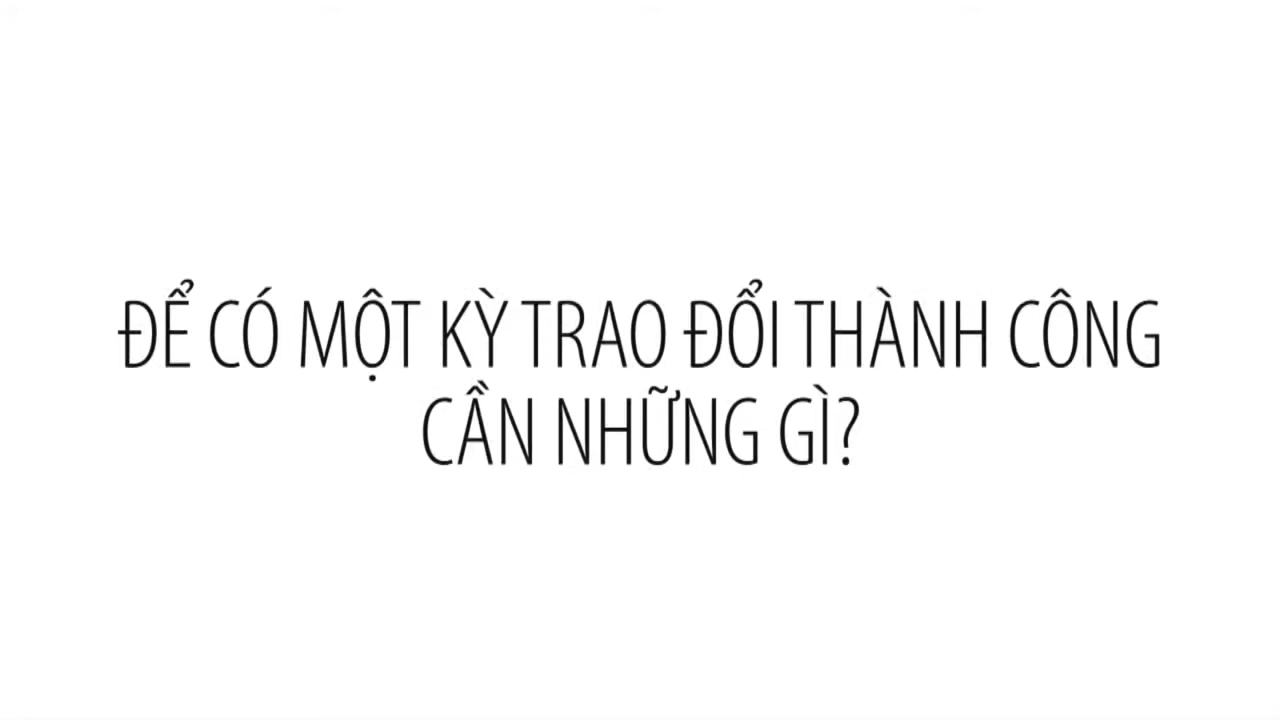 ĐỂ CÓ MỘT KỲ TRAO ĐỔI THÀNH CÔNG
CẦN NHỮNG GÌ?